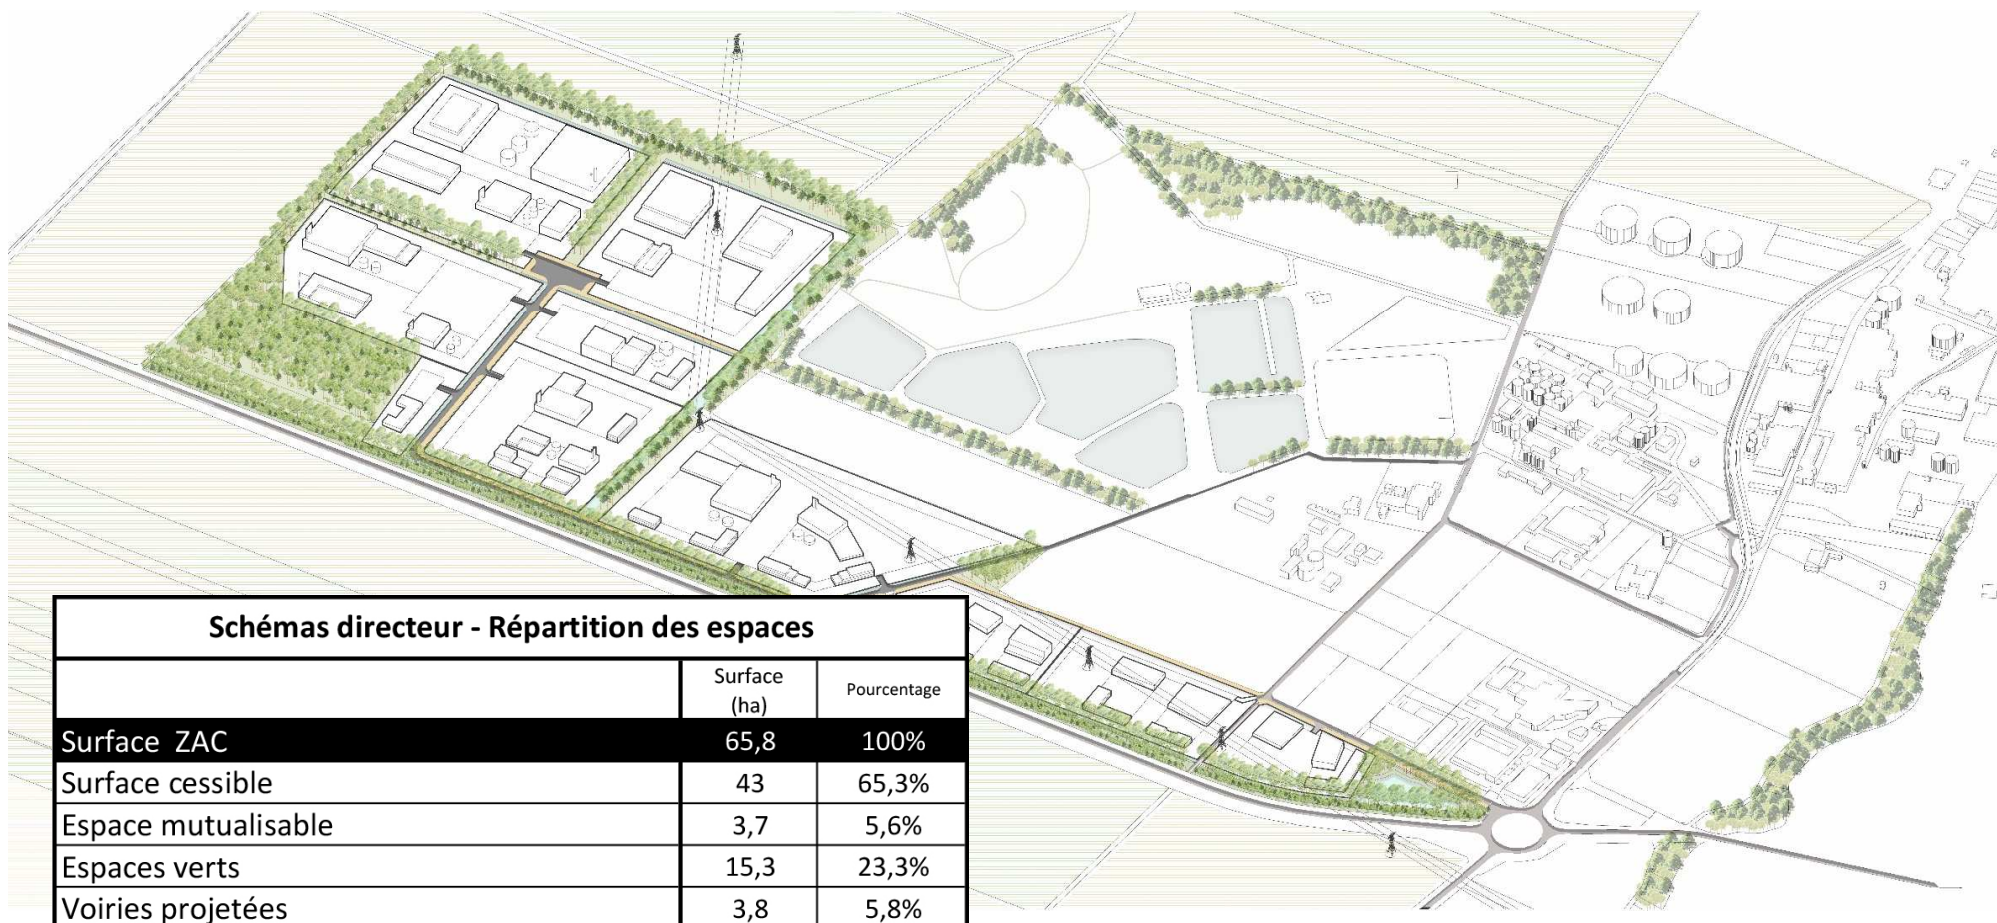 Schémas directeur - Répartition des espaces
Surface (ha) Pourcentage
Surface ZAC 65,8 100%
Surface cessible 43 65,3%
Espace mutualisable 3,7 5,6%
Espaces verts 15,3 23,3%
Voiries projetées 3,8 5,8%